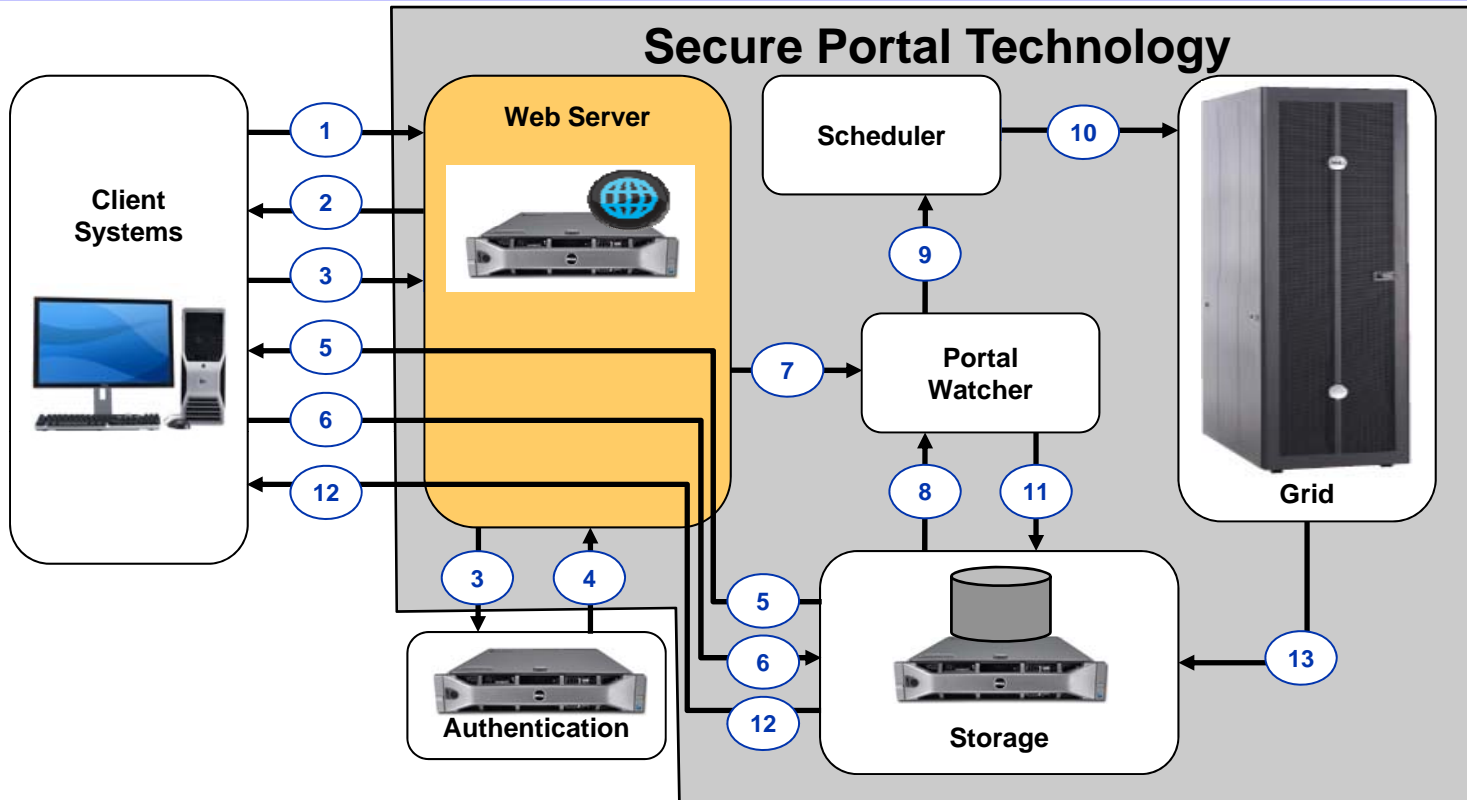 Secure Portal Technology
Client
Systems
Web Server
Scheduler
Portal
Watcher
Grid
Authentication
Storage
1
2
3
5
6
12
3
4
7
9
10
8
11
5
6
12
13